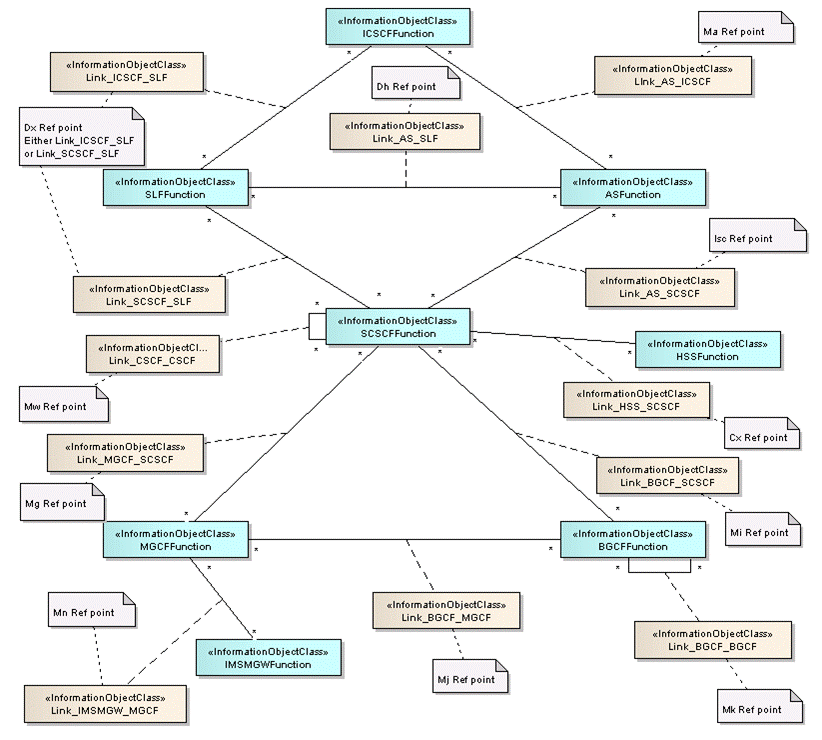 «InformationObjectClass»
ICSCFFunction
*
*
«InformationObjectClass»
Link_ICSCF_SLF
Dh Ref point
Ma Ref point
«InformationObjectClass»
LInk_AS_ICSCF
Dx Ref point
Either Link_ICSCF_SLF
or Link_SCSCF_SLF
«InformationObjectClass»
Link_AS_SLF
*
*
«InformationObjectClass»
SLFFunction
*
*
«InformationObjectClass»
ASFunction
*
*
Isc Ref point
«InformationObjectClass»
Link_SCSCF_SLF
«InformationObjectClass»
Link_AS_SCSCF
*
*
*
«InformationObjectClass»
SCSCFFunction
*
*
*
*
*
«InformationObjectClass»
HSSFunction
«InformationObjectCl...
Link_CSCF_CSCF
Mw Ref point
«InformationObjectClass»
Link_HSS_SCSCF
Cx Ref point
«InformationObjectClass»
Link_MGCF_SCSCF
Mg Ref point
«InformationObjectClass»
Link_BGCF_SCSCF
Mi Ref point
*
*
«InformationObjectClass»
MGCFFunction
*
*
«InformationObjectClass»
BGCFFunction
*
*
*
Mn Ref point
«InformationObjectClass»
Link_BGCF_MGCF
*
«InformationObjectClass»
IMSMGWFunction
«InformationObjectClass»
Link_BGCF_BGCF
Mj Ref point
«InformationObjectClass»
Link_IMSMGW_MGCF
Mk Ref point